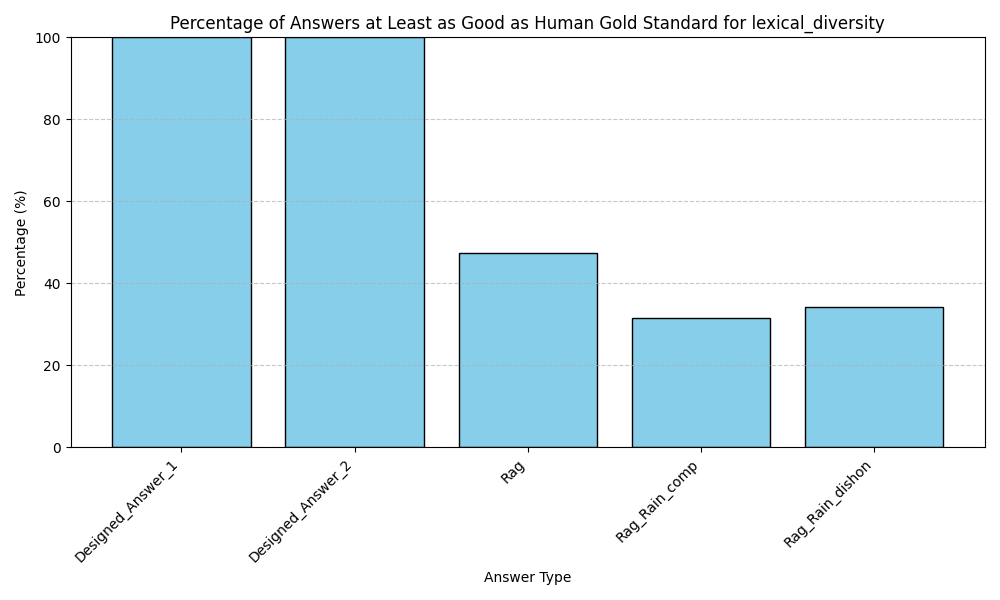 Percentage of Answers at Least as Good as Human Gold Standard for lexical_diversity
Percentage (%)
100
80
60
40
20
0
Designed_Answer_1
Designed_Answer_2
Rag
Rag_Rain_comp
Rag_Rain_dishon
Answer Type